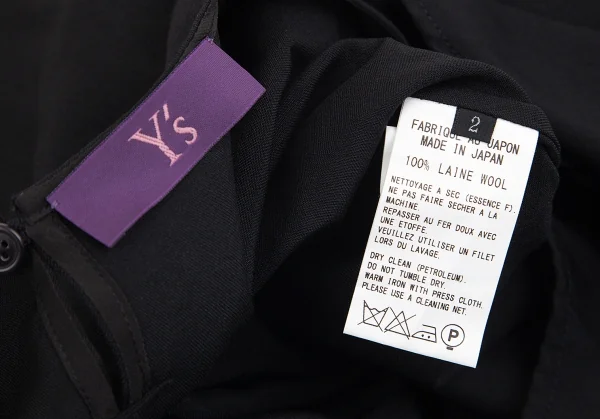 Y's
2
FABRIQUE AU JAPON
MADE IN JAPAN
100% LAINE WOOL
NETTOYAGE A SEC (ESSENCE F).
NE PAS FAIRE SECHER A LA
MACHINE.
REPASSER AU FER DOUX AVEC
UNE ETOFFE.
VEUILLEZ UTILISER UN FILET
LORS DU LAVAGE.
DRY CLEAN (PETROLEUM).
DO NOT TUMBLE DRY.
WARM IRON WITH PRESS CLOTH.
PLEASE USE A CLEANING NET.
P